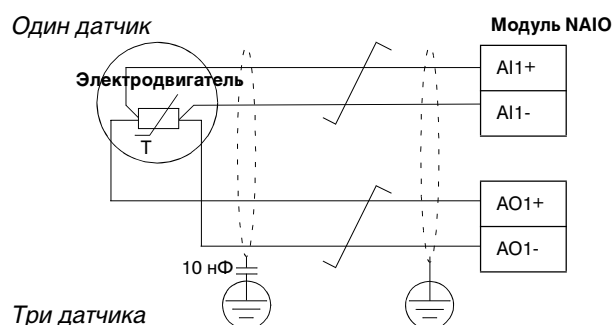 Один датчик
Модуль NAIO
Электродвигатель
T
AI1+
AI1-
AO1+
AO1-
10 нФ
Три датчика